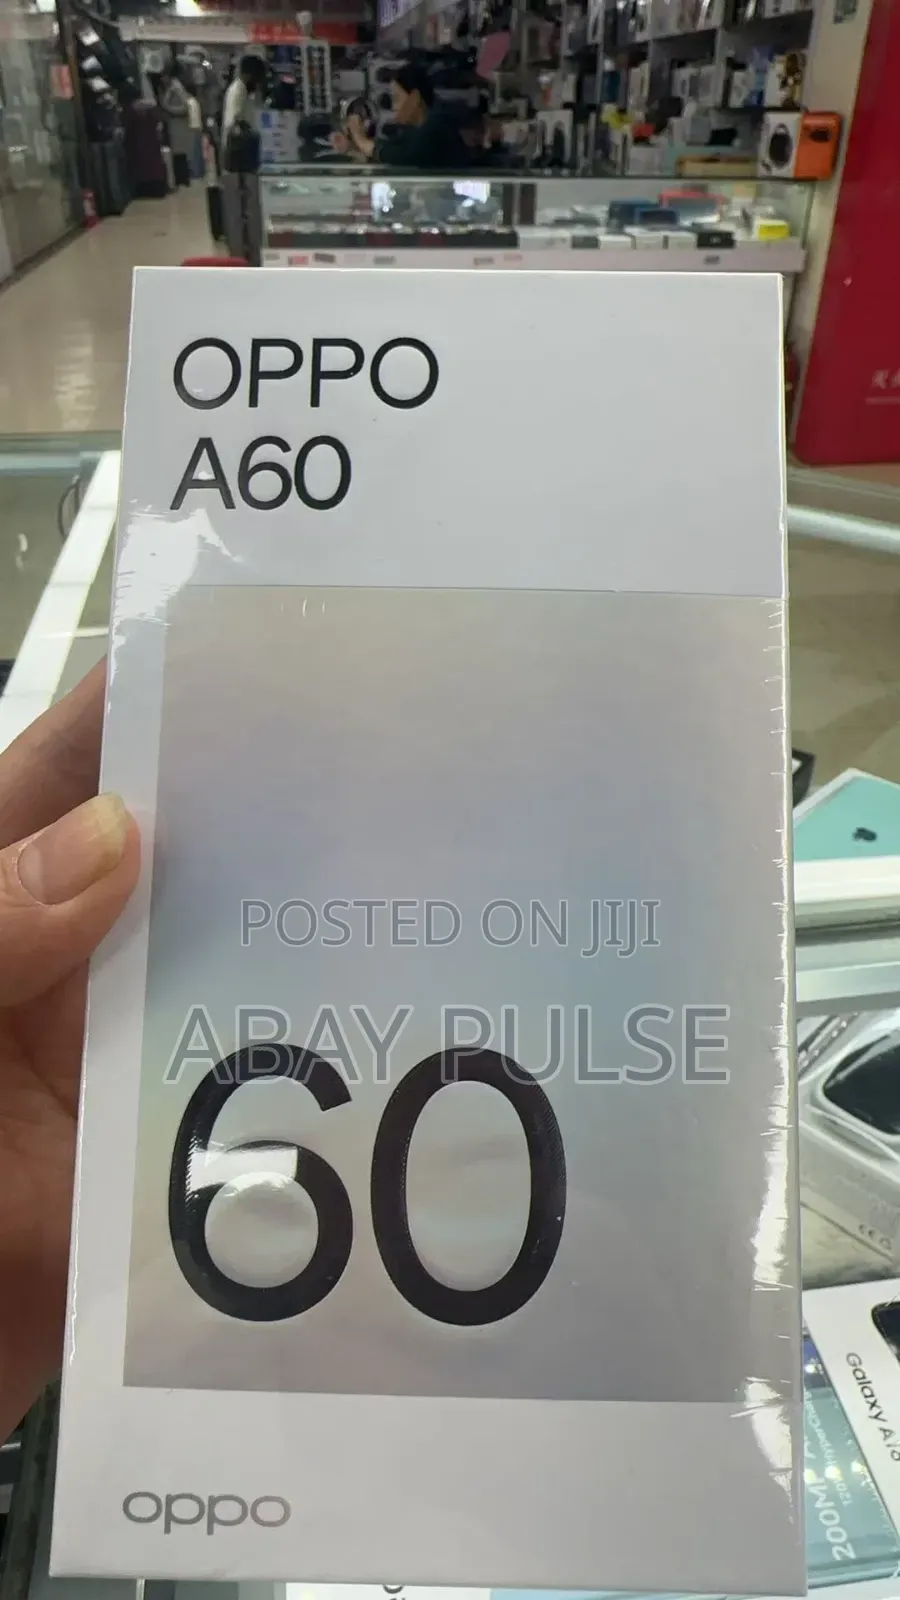 OPPO
A60
POSTED ON JIJI
ABAY PULSE
60
oppo
Galaxy A
200MP